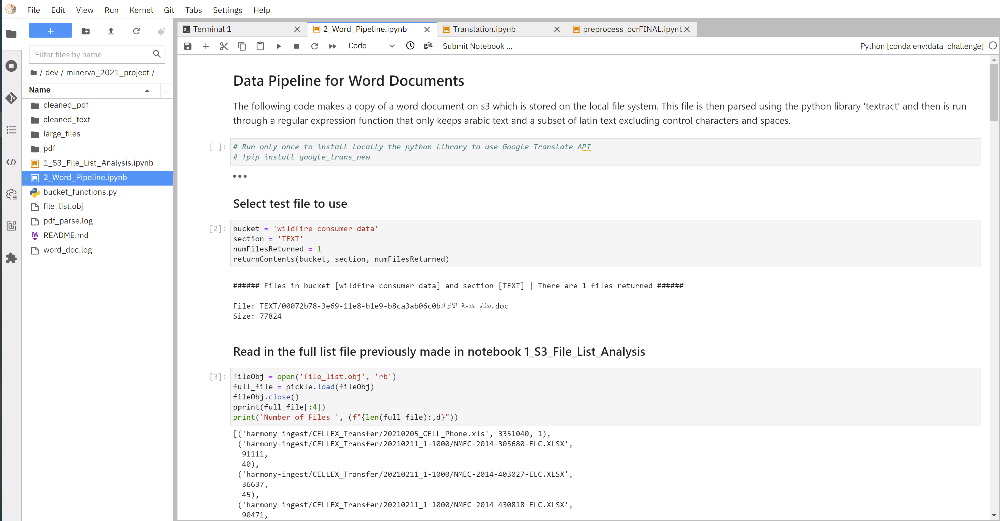 File Edit View Run Kernel Git Tabs Settings Help
+
Filter files by name
/ dev / minerva_2021_project /
Name
...
cleaned_pdf
cleaned_text
large_files
pdf
1_S3_File_List_Analysis.ipynb
2_Word_Pipeline.ipynb
bucket_functions.py
file_list.obj
pdf_parse.log
README.md
word_doc.log
Terminal 1
2_Word_Pipeline.ipynb
Translation.ipynb
preprocess_ocrFINAL.ipynb
Code git Submit Notebook ... Python [conda env:data_challenge]
Data Pipeline for Word Documents
The following code makes a copy of a word document on s3 which is stored on the local file system. This file is then parsed using the python library 'textract' and then is run
through a regular expression function that only keeps arabic text and a subset of latin text excluding control characters and spaces.
[ ]: # Run only once to install locally the python library to use Google Translate API
# !pip install google_trans_new
•••
Select test file to use
[2]: bucket = 'wildfire-consumer-data'
section = 'TEXT'
numFilesReturned = 1
returnContents(bucket, section, numFilesReturned)
###### Files in bucket [wildfire-consumer-data] and section [TEXT] | There are 1 files returned ######
File: TEXT/00072b78-3e69-11e8-b1e9-b8ca3ab06c0bنظام خدمة الأفراد.doc
Size: 77824
Read in the full list file previously made in notebook 1_S3_File_List_Analysis
[3]: fileObj = open('file_list.obj', 'rb')
full_file = pickle.load(fileObj)
fileObj.close()
pprint(full_file[:4])
print('Number of Files ', (f"{len(full_file):,d}"))
[('harmony-ingest/CELLEX_Transfer/20210205_CELL_Phone.xls', 3351040, 1),
('harmony-ingest/CELLEX_Transfer/20210211_1-1000/NMEC-2014-305680-ELC.XLSX',
91111,
40),
('harmony-ingest/CELLEX_Transfer/20210211_1-1000/NMEC-2014-403027-ELC.XLSX',
36637,
45),
('harmony-ingest/CELLEX_Transfer/20210211_1-1000/NMEC-2014-430818-ELC.XLSX',
90471,